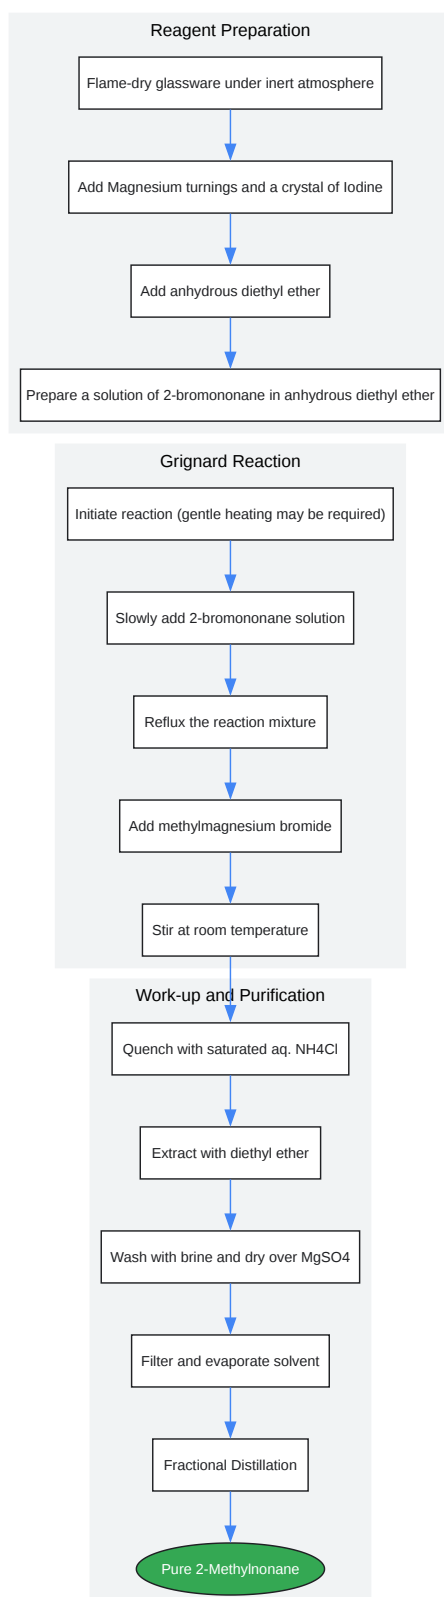 Reagent Preparation
Flame-dry glassware under inert atmosphere
Add Magnesium turnings and a crystal of Iodine
Add anhydrous diethyl ether
Prepare a solution of 2-bromononane in anhydrous diethyl ether
Grignard Reaction
Initiate reaction (gentle heating may be required)
Slowly add 2-bromononane solution
Reflux the reaction mixture
Add methylmagnesium bromide
Stir at room temperature
Work-up and Purification
Quench with saturated aq. NH4Cl
Extract with diethyl ether
Wash with brine and dry over MgSO4
Filter and evaporate solvent
Fractional Distillation
Pure 2-Methylnonane